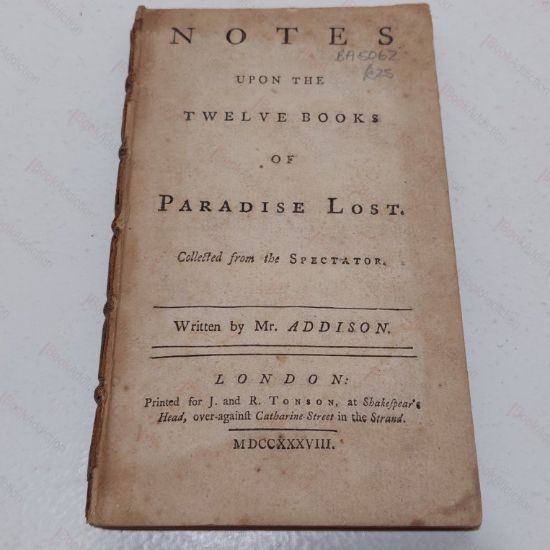 NOTES
BA5062
£25
UPON THE
TWELVE BOOKS
OF
PARADISE LOST.
Collected from the SPECTATOR.
Written by Mr. ADDISON.
LONDON:
Printed for J. and R. TONSON, at Shakeſpear's
Head, over-againſt Catharine-Street in the Strand.
MDCCXXXVIII.